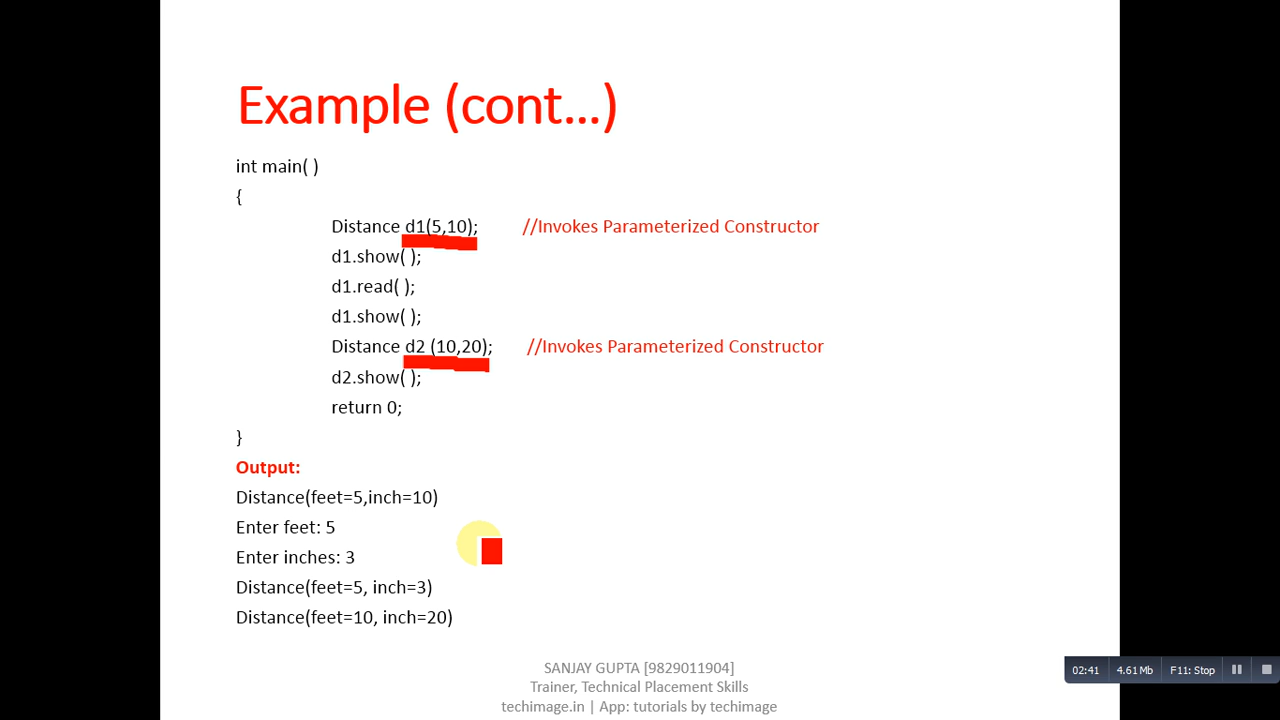 Example (cont...)
int main( )
{
Distance d1(5,10); //Invokes Parameterized Constructor
d1.show( );
d1.read( );
d1.show( );
Distance d2 (10,20); //Invokes Parameterized Constructor
d2.show( );
return 0;
}
Output:
Distance(feet=5,inch=10)
Enter feet: 5
Enter inches: 3
Distance(feet=5, inch=3)
Distance(feet=10, inch=20)
SANJAY GUPTA [9829011904]
Trainer, Technical Placement Skills
techimage.in | App: tutorials by techimage
02:41 4.61 Mb F11: Stop